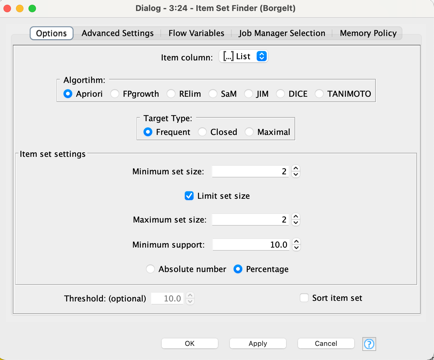 Dialog - 3:24 - Item Set Finder (Borgelt)
Options Advanced Settings Flow Variables Job Manager Selection Memory Policy
Item column: [...] List
Algortihm:
Apriori FPgrowth RElim SaM JIM DICE TANIMOTO
Target Type:
Frequent Closed Maximal
Item set settings
Minimum set size: 2
Limit set size
Maximum set size: 2
Minimum support: 10.0
Absolute number Percentage
Threshold: (optional) 10.0 Sort item set
OK Apply Cancel ?